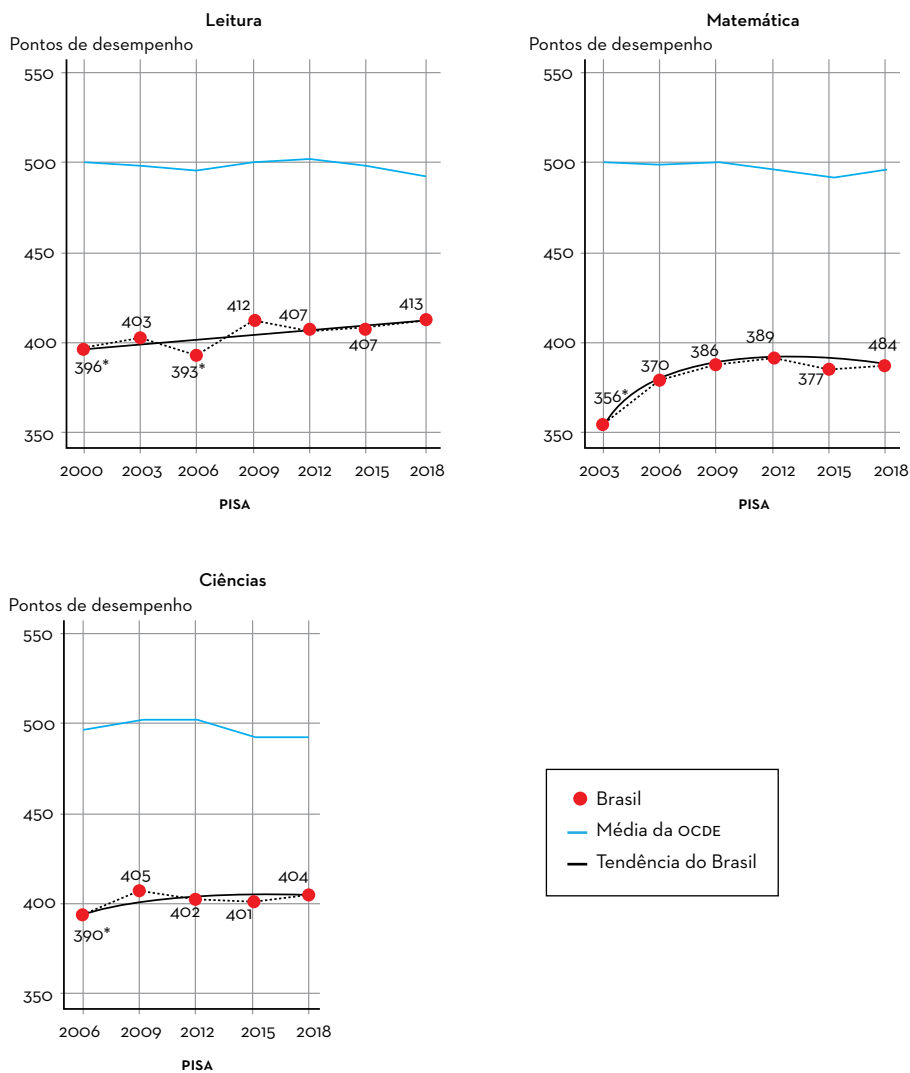 Leitura
Pontos de desempenho
550
500
450
400
350
396*
403
393*
412
407
407
413
2000 2003 2006 2009 2012 2015 2018
PISA
Matemática
Pontos de desempenho
550
500
450
400
350
356*
370
386
389
377
484
2003 2006 2009 2012 2015 2018
PISA
Ciências
Pontos de desempenho
550
500
450
400
350
390*
405
402
401
404
2006 2009 2012 2015 2018
PISA
Brasil
Média da OCDE
Tendência do Brasil